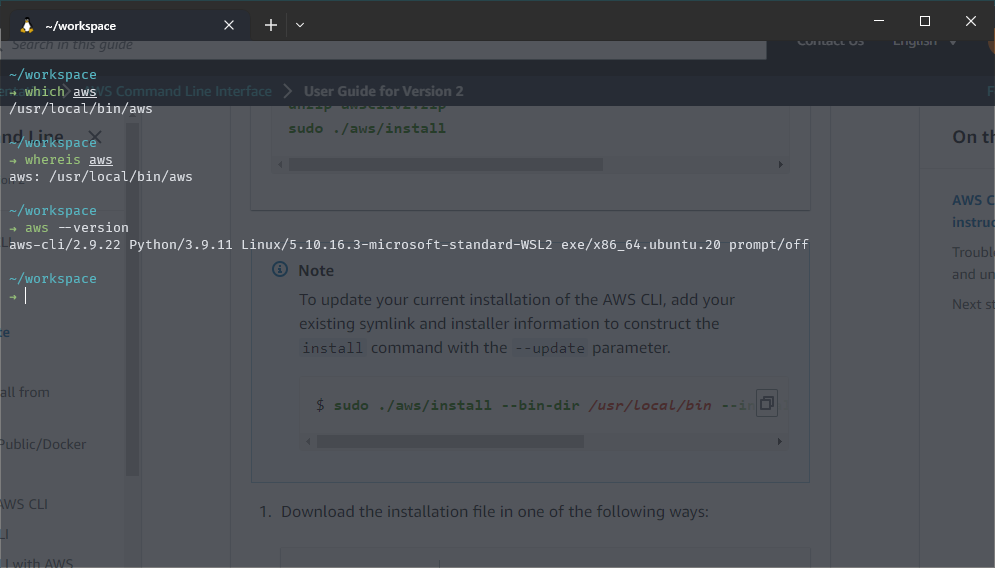 ~/workspace
Search in this guide
Contact Us
English
~/workspace
→ which aws
AWS Command Line Interface
User Guide for Version 2
/usr/local/bin/aws
unzip awscliv2.zip
sudo ./aws/install
On th
~/workspace
→ whereis aws
aws: /usr/local/bin/aws
AWS C
instruc
~/workspace
→ aws --version
aws-cli/2.9.22 Python/3.9.11 Linux/5.10.16.3-microsoft-standard-WSL2 exe/x86_64.ubuntu.20 prompt/off
Troubl
and un
Next st
~/workspace
→
Note
To update your current installation of the AWS CLI, add your
existing symlink and installer information to construct the
install command with the --update parameter.
$ sudo ./aws/install --bin-dir /usr/local/bin --in
all from
Public/Docker
AWS CLI
LI
I with AWS
1. Download the installation file in one of the following ways: